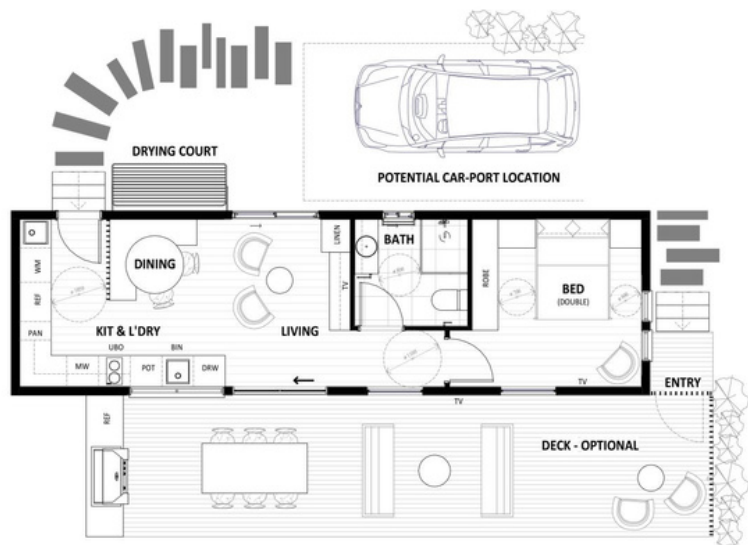 DRYING COURT
POTENTIAL CAR-PORT LOCATION
WM
REF
PAN
DINING
LINEN
TV
BATH
ROBE
BED
(DOUBLE)
KIT & L'DRY
LIVING
UBO
BIN
MW
POT
DRW
TV
TV
ENTRY
REF
DECK - OPTIONAL